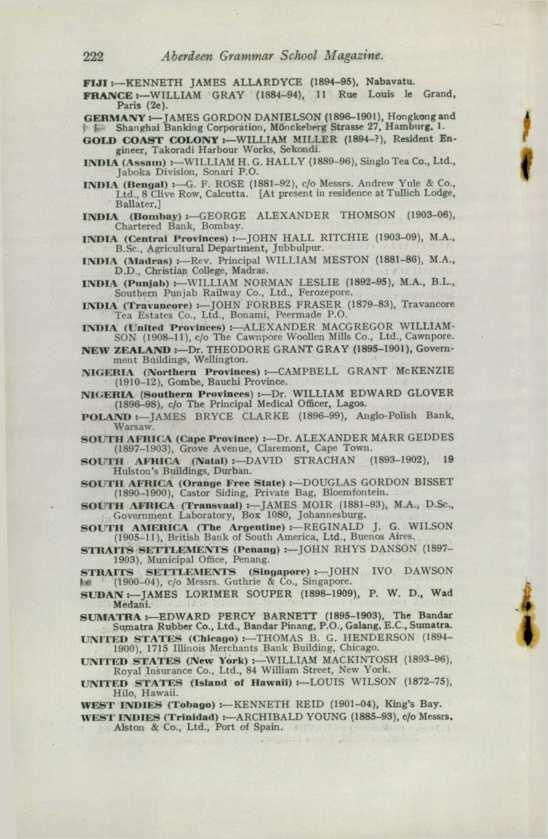 222 Aberdeen Grammar School Magazine.
FIJI :—KENNETH JAMES ALLARDYCE (1894-95), Nabavatu.
FRANCE :—WILLIAM GRAY (1884-94), 11 Rue Louis le Grand,
Paris (2e).
GERMANY :—JAMES GORDON DANIELSON (1896-1901), Hongkong and
Shanghai Banking Corporation, Mönckeberg Strasse 27, Hamburg, 1.
GOLD COAST COLONY :—WILLIAM MILLER (1894-?), Resident En-
gineer, Takoradi Harbour Works, Sekondi.
INDIA (Assam) :—WILLIAM H. G. HALLY (1889-96), Singlo Tea Co., Ltd.,
Jaboka Division, Sonari P.O.
INDIA (Bengal) :—G. F. ROSE (1881-92), c/o Messrs. Andrew Yule & Co.,
Ltd., 8 Clive Row, Calcutta. [At present in residence at Tullich Lodge,
Ballater.]
INDIA (Bombay) :—GEORGE ALEXANDER THOMSON (1903-06),
Chartered Bank, Bombay.
INDIA (Central Provinces) :—JOHN HALL RITCHIE (1903-09), M.A.,
B.Sc., Agricultural Department, Jubbulpur.
INDIA (Madras) :—Rev. Principal WILLIAM MESTON (1881-86), M.A.,
D.D., Christian College, Madras.
INDIA (Punjab) :—WILLIAM NORMAN LESLIE (1892-95), M.A., B.L.,
Southern Punjab Railway Co., Ltd., Ferozepore.
INDIA (Travancore) :—JOHN FORBES FRASER (1879-83), Travancore
Tea Estates Co., Ltd., Bonami, Peermade P.O.
INDIA (United Provinces) :—ALEXANDER MACGREGOR WILLIAM-
SON (1908-11), c/o The Cawnpore Woollen Mills Co., Ltd., Cawnpore.
NEW ZEALAND :—Dr. THEODORE GRANT GRAY (1895-1901), Govern-
ment Buildings, Wellington.
NIGERIA (Northern Provinces) :—CAMPBELL GRANT McKENZIE
(1910-12), Gombe, Bauchi Province.
NIGERIA (Southern Provinces) :—Dr. WILLIAM EDWARD GLOVER
(1896-98), c/o The Principal Medical Officer, Lagos.
POLAND :—JAMES BRYCE CLARKE (1896-99), Anglo-Polish Bank,
Warsaw.
SOUTH AFRICA (Cape Province) :—Dr. ALEXANDER MARR GEDDES
(1897-1903), Grove Avenue, Claremont, Cape Town.
SOUTH AFRICA (Natal) :—DAVID STRACHAN (1893-1902), 19
Hulston's Buildings, Durban.
SOUTH AFRICA (Orange Free State) :—DOUGLAS GORDON BISSET
(1890-1900), Castor Siding, Private Bag, Bloemfontein.
SOUTH AFRICA (Transvaal) :—JAMES MOIR (1881-93), M.A., D.Sc.,
Government Laboratory, Box 1080, Johannesburg.
SOUTH AMERICA (The Argentine) :—REGINALD J. G. WILSON
(1905-11), British Bank of South America, Ltd., Buenos Aires.
STRAITS SETTLEMENTS (Penang) :—JOHN RHYS DANSON (1897-
1903), Municipal Office, Penang.
STRAITS SETTLEMENTS (Singapore) :—JOHN IVO DAWSON
(1900-04), c/o Messrs. Guthrie & Co., Singapore.
SUDAN :—JAMES LORIMER SOUPER (1898-1909), P. W. D., Wad
Medani.
SUMATRA :—EDWARD PERCY BARNETT (1895-1903), The Bandar
Sumatra Rubber Co., Ltd., Bandar Pinang, P.O., Galang, E.C., Sumatra.
UNITED STATES (Chicago) :—THOMAS B. G. HENDERSON (1894-
1900), 1715 Illinois Merchants Bank Building, Chicago.
UNITED STATES (New York) :—WILLIAM MACKINTOSH (1893-96),
Royal Insurance Co., Ltd., 84 William Street, New York.
UNITED STATES (Island of Hawaii) :—LOUIS WILSON (1872-75),
Hilo, Hawaii.
WEST INDIES (Tobago) :—KENNETH REID (1901-04), King's Bay.
WEST INDIES (Trinidad) :—ARCHIBALD YOUNG (1885-93), c/o Messrs.
Alston & Co., Ltd., Port of Spain.